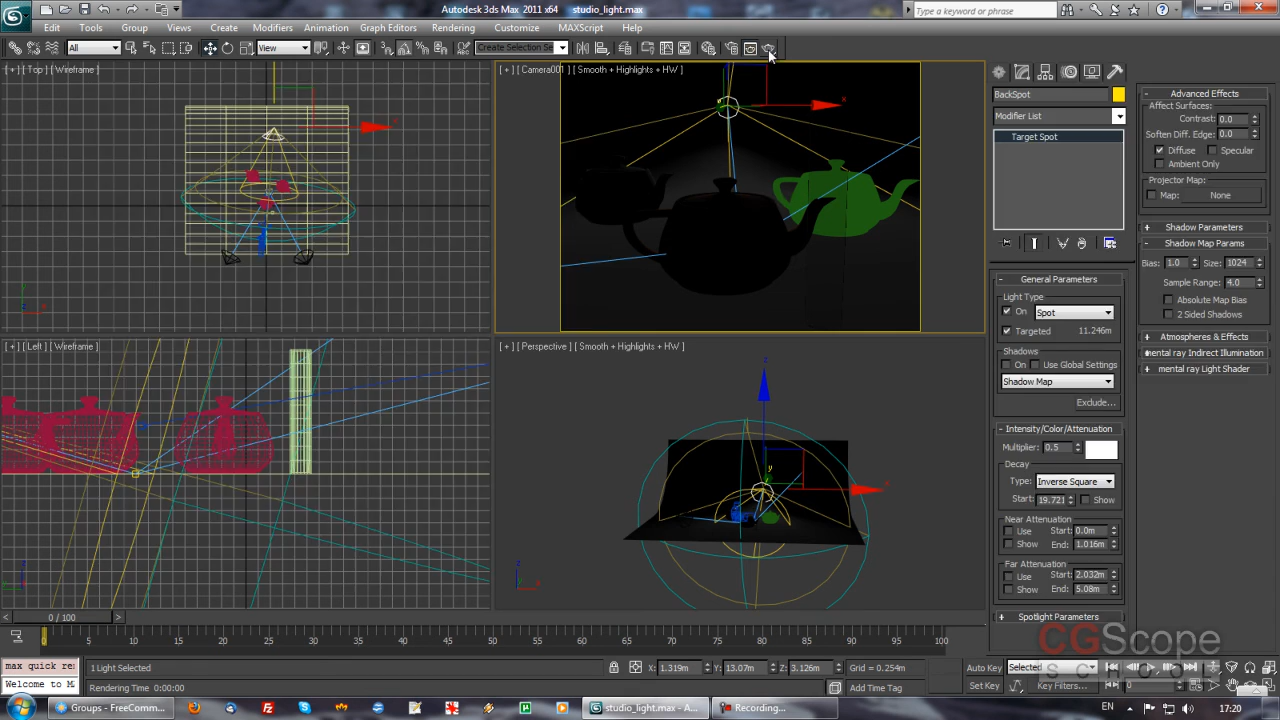 Autodesk 3ds Max 2011 x64    studio_light.max
Type a keyword or phrase
Edit Tools Group Views Create Modifiers Animation Graph Editors Rendering Customize MAXScript Help
All View Create Selection Se
[ + ] [ Top ] [ Wireframe ]
[ + ] [ Camera001 ] [ Smooth + Highlights + HW ]
[ + ] [ Left ] [ Wireframe ]
[ + ] [ Perspective ] [ Smooth + Highlights + HW ]
BackSpot
Modifier List
Target Spot
General Parameters
Light Type
On Spot
Targeted 11.246m
Shadows
On Use Global Settings
Shadow Map
Exclude...
Intensity/Color/Attenuation
Multiplier: 0.5
Decay
Type: Inverse Square
Start: 19.721 Show
Near Attenuation
Use Start: 0.0m
Show End: 1.016m
Far Attenuation
Use Start: 2.032m
Show End: 5.08m
Spotlight Parameters
Advanced Effects
Affect Surfaces:
Contrast: 0.0
Soften Diff. Edge: 0.0
Diffuse Specular
Ambient Only
Projector Map:
Map: None
Shadow Parameters
Shadow Map Params
Bias: 1.0 Size: 1024
Sample Range: 4.0
Absolute Map Bias
2 Sided Shadows
Atmospheres & Effects
mental ray Indirect Illumination
mental ray Light Shader
0 / 100
0 5 10 15 20 25 30 35 40 45 50 55 60 65 70 75 80 85 90 95 100
CGScope
SCHOOL
max quick re:
Welcome to M
1 Light Selected
Rendering Time 0:00:00
X: 1.319m Y: 13.07m Z: 3.126m Grid = 0.254m
Add Time Tag
Auto Key Selected
Set Key Key Filters... 0
Groups - FreeComm...
studio_light.max - A...
Recording...
EN 17:20